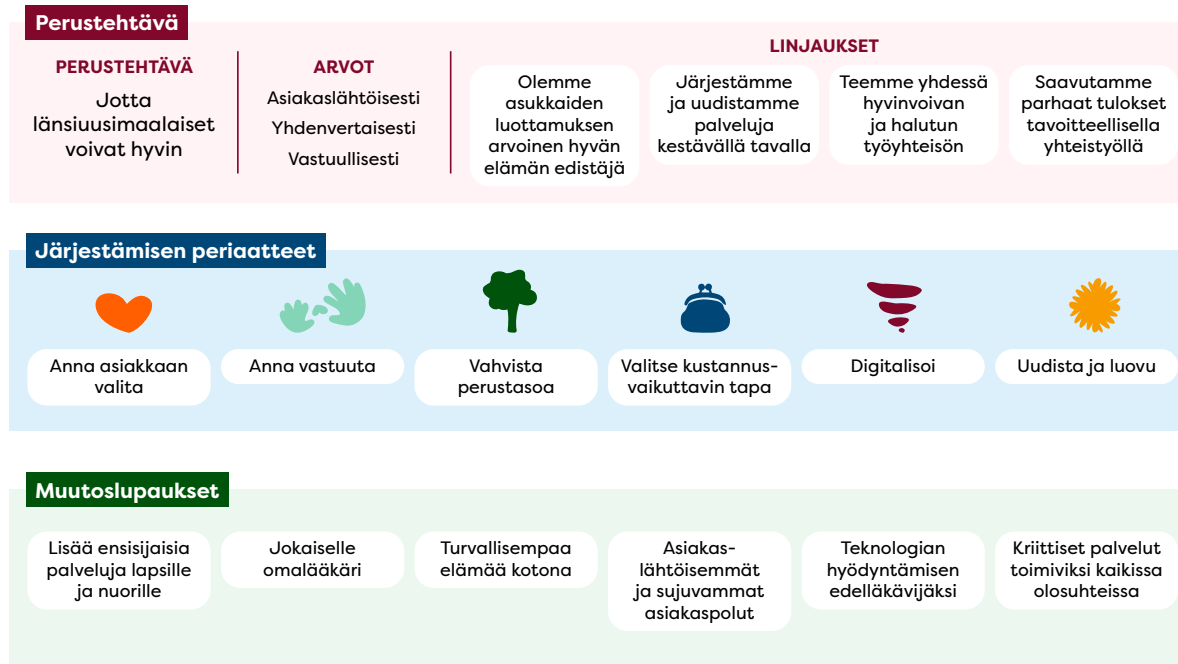 Perustehtävä
PERUSTEHTÄVÄ
Jotta
länsiuusimaalaiset
voivat hyvin
ARVOT
Asiakaslähtöisesti
Yhdenvertaisesti
Vastuullisesti
LINJAUKSET
Olemme
asukkaiden
luottamuksen
arvoinen hyvän
elämän edistäjä
Järjestämme
ja uudistamme
palveluja
kestävällä tavalla
Teemme yhdessä
hyvinvoivan
ja halutun
työyhteisön
Saavutamme
parhaat tulokset
tavoitteellisella
yhteistyöllä
Järjestämisen periaatteet
Anna asiakkaan
valita
Anna vastuuta
Vahvista
perustasoa
Valitse kustannus-
vaikuttavin tapa
Digitalisoi
Uudista ja luovu
Muutoslupaukset
Lisää ensisijaisia
palveluja lapsille
ja nuorille
Jokaiselle
omalääkäri
Turvallisempaa
elämää kotona
Asiakas-
lähtöisemmät
ja sujuvammat
asiakaspolut
Teknologian
hyödyntämisen
edelläkävijäksi
Kriittiset palvelut
toimiviksi kaikissa
olosuhteissa